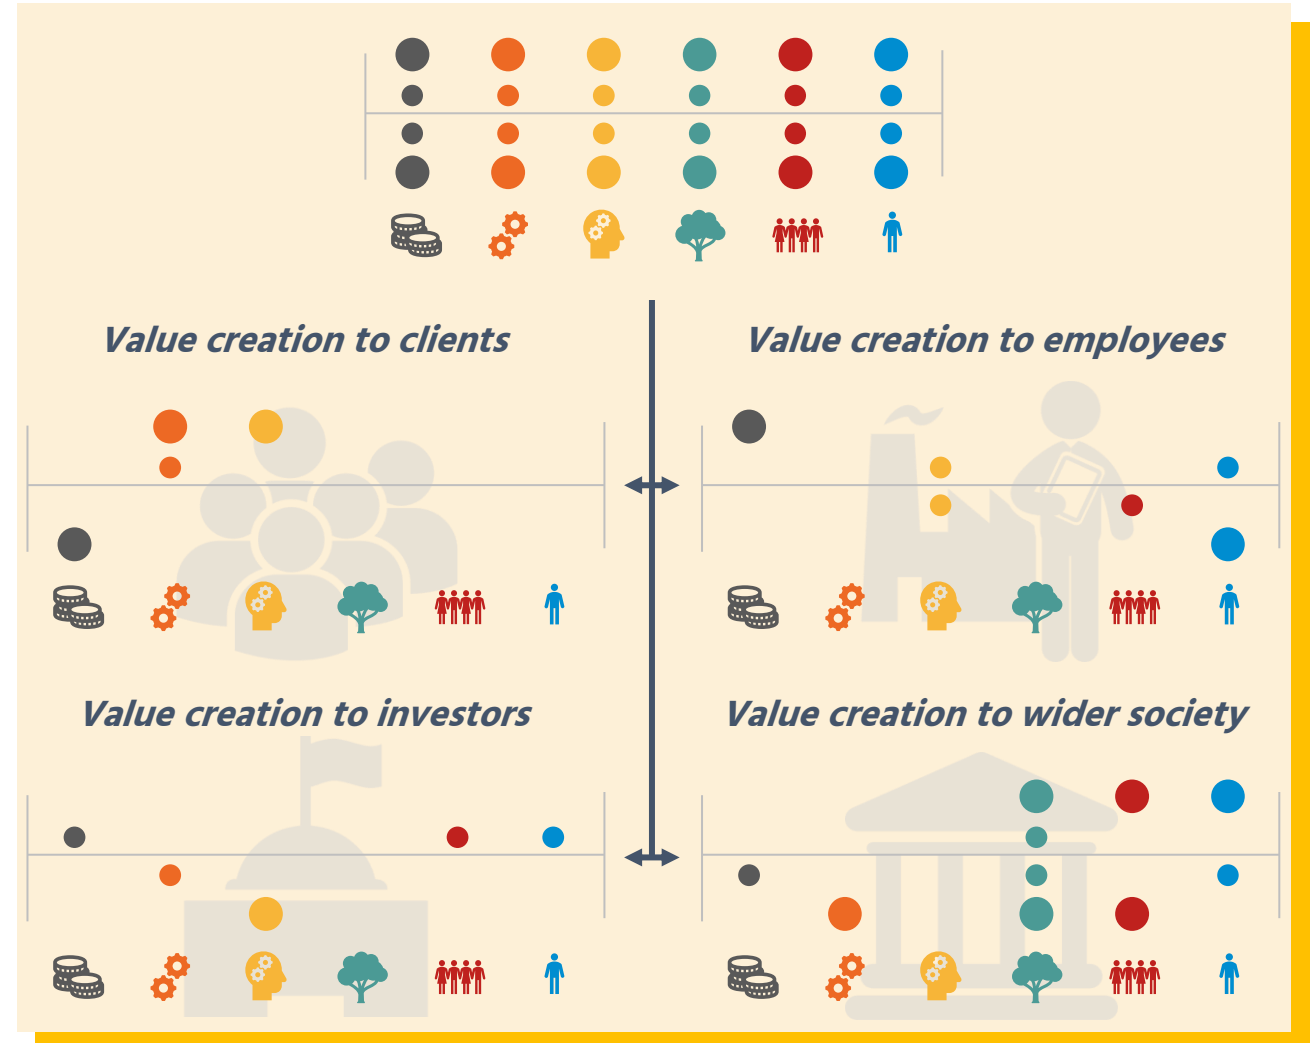 Value creation to clients
Value creation to employees
Value creation to investors
Value creation to wider society